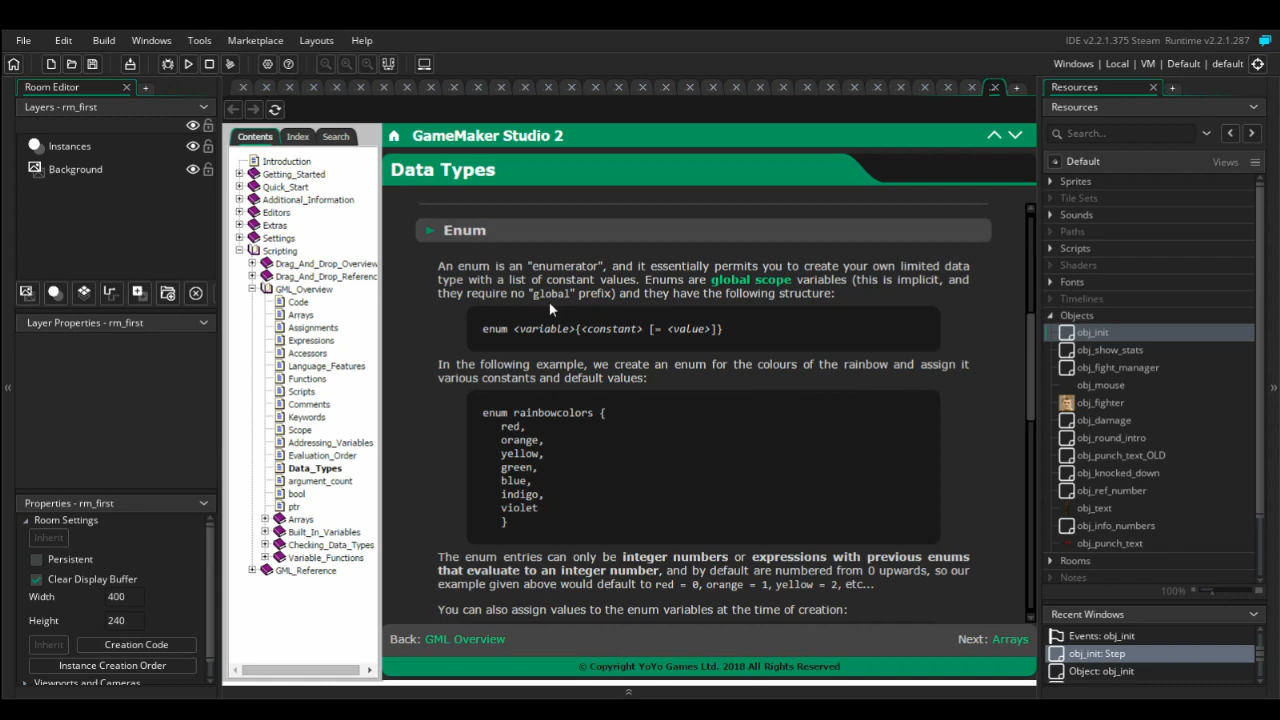 File Edit Build Windows Tools Marketplace Layouts Help
IDE v2.2.1.375 Steam Runtime v2.2.1.287
Windows | Local | VM | Default | default
Room Editor
Layers - rm_first
Instances
Background
Layer Properties - rm_first
Properties - rm_first
Room Settings
Inherit
Persistent
Clear Display Buffer
Width 400
Height 240
Inherit Creation Code
Instance Creation Order
Viewports and Cameras
Contents Index Search
Introduction
Getting_Started
Quick_Start
Additional_Information
Editors
Extras
Settings
Scripting
Drag_And_Drop_Overview
Drag_And_Drop_Referenc
GML_Overview
Code
Arrays
Assignments
Expressions
Accessors
Language_Features
Functions
Scripts
Comments
Keywords
Scope
Addressing_Variables
Evaluation_Order
Data_Types
argument_count
bool
ptr
Arrays
Built_In_Variables
Checking_Data_Types
Variable_Functions
GML_Reference
GameMaker Studio 2
Data Types
Enum
An enum is an "enumerator", and it essentially permits you to create your own limited data
type with a list of constant values. Enums are global scope variables (this is implicit, and
they require no "global" prefix) and they have the following structure:
enum <variable>{<constant> [= <value>]}
In the following example, we create an enum for the colours of the rainbow and assign it
various constants and default values:
enum rainbowcolors {
red,
orange,
yellow,
green,
blue,
indigo,
violet
}
The enum entries can only be integer numbers or expressions with previous enums
that evaluate to an integer number, and by default are numbered from 0 upwards, so our
example given above would default to red = 0, orange = 1, yellow = 2, etc...
You can also assign values to the enum variables at the time of creation:
Back: GML Overview Next: Arrays
© Copyright YoYo Games Ltd. 2018 All Rights Reserved
Resources
Resources
Search...
Default Views
Sprites
Tile Sets
Sounds
Paths
Scripts
Shaders
Fonts
Timelines
Objects
obj_init
obj_show_stats
obj_fight_manager
obj_mouse
obj_fighter
obj_damage
obj_round_intro
obj_punch_text_OLD
obj_knocked_down
obj_ref_number
obj_text
obj_info_numbers
obj_punch_text
Rooms
Notes
100%
Recent Windows
Events: obj_init
obj_init: Step
Object: obj_init